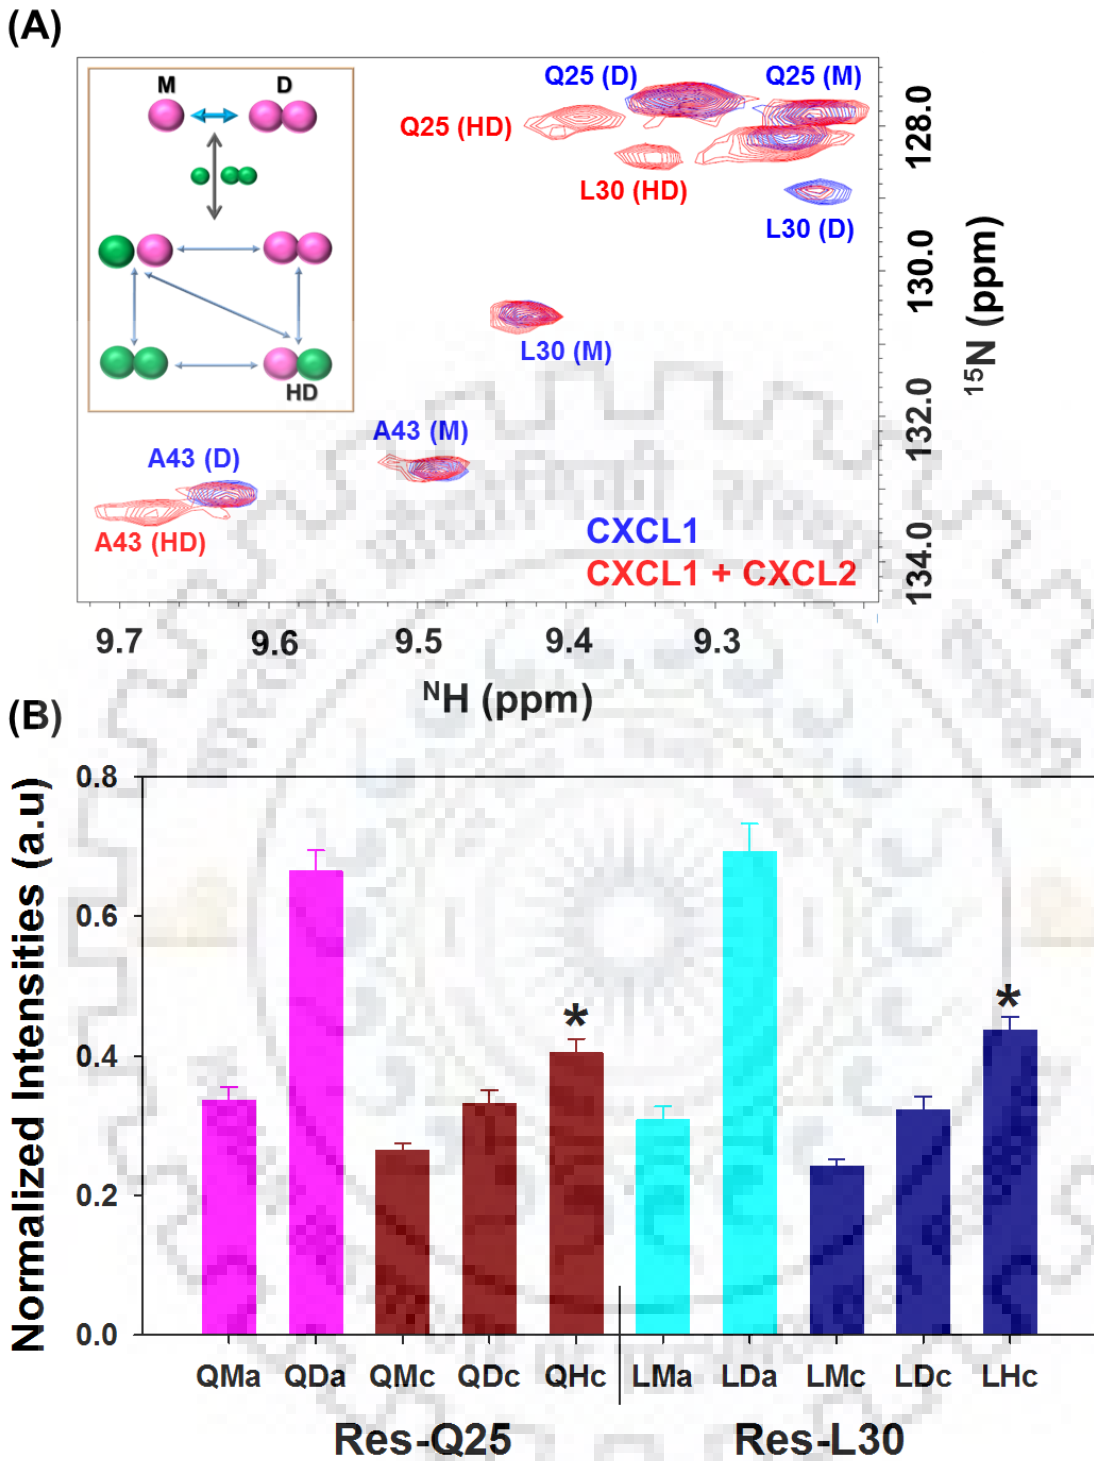 (A)
M D
HD
Q25 (D) Q25 (M)
Q25 (HD)
L30 (HD)
L30 (D)
L30 (M)
A43 (M)
A43 (D)
A43 (HD)
CXCL1
CXCL1 + CXCL2
128.0
130.0
132.0
134.0
15N (ppm)
9.7 9.6 9.5 9.4 9.3
NH (ppm)
(B)
Normalized Intensities (a.u)
0.8
0.6
0.4
0.2
0.0
* *
QMa QDa QMc QDc QHc LMa LDa LMc LDc LHc
Res-Q25 Res-L30